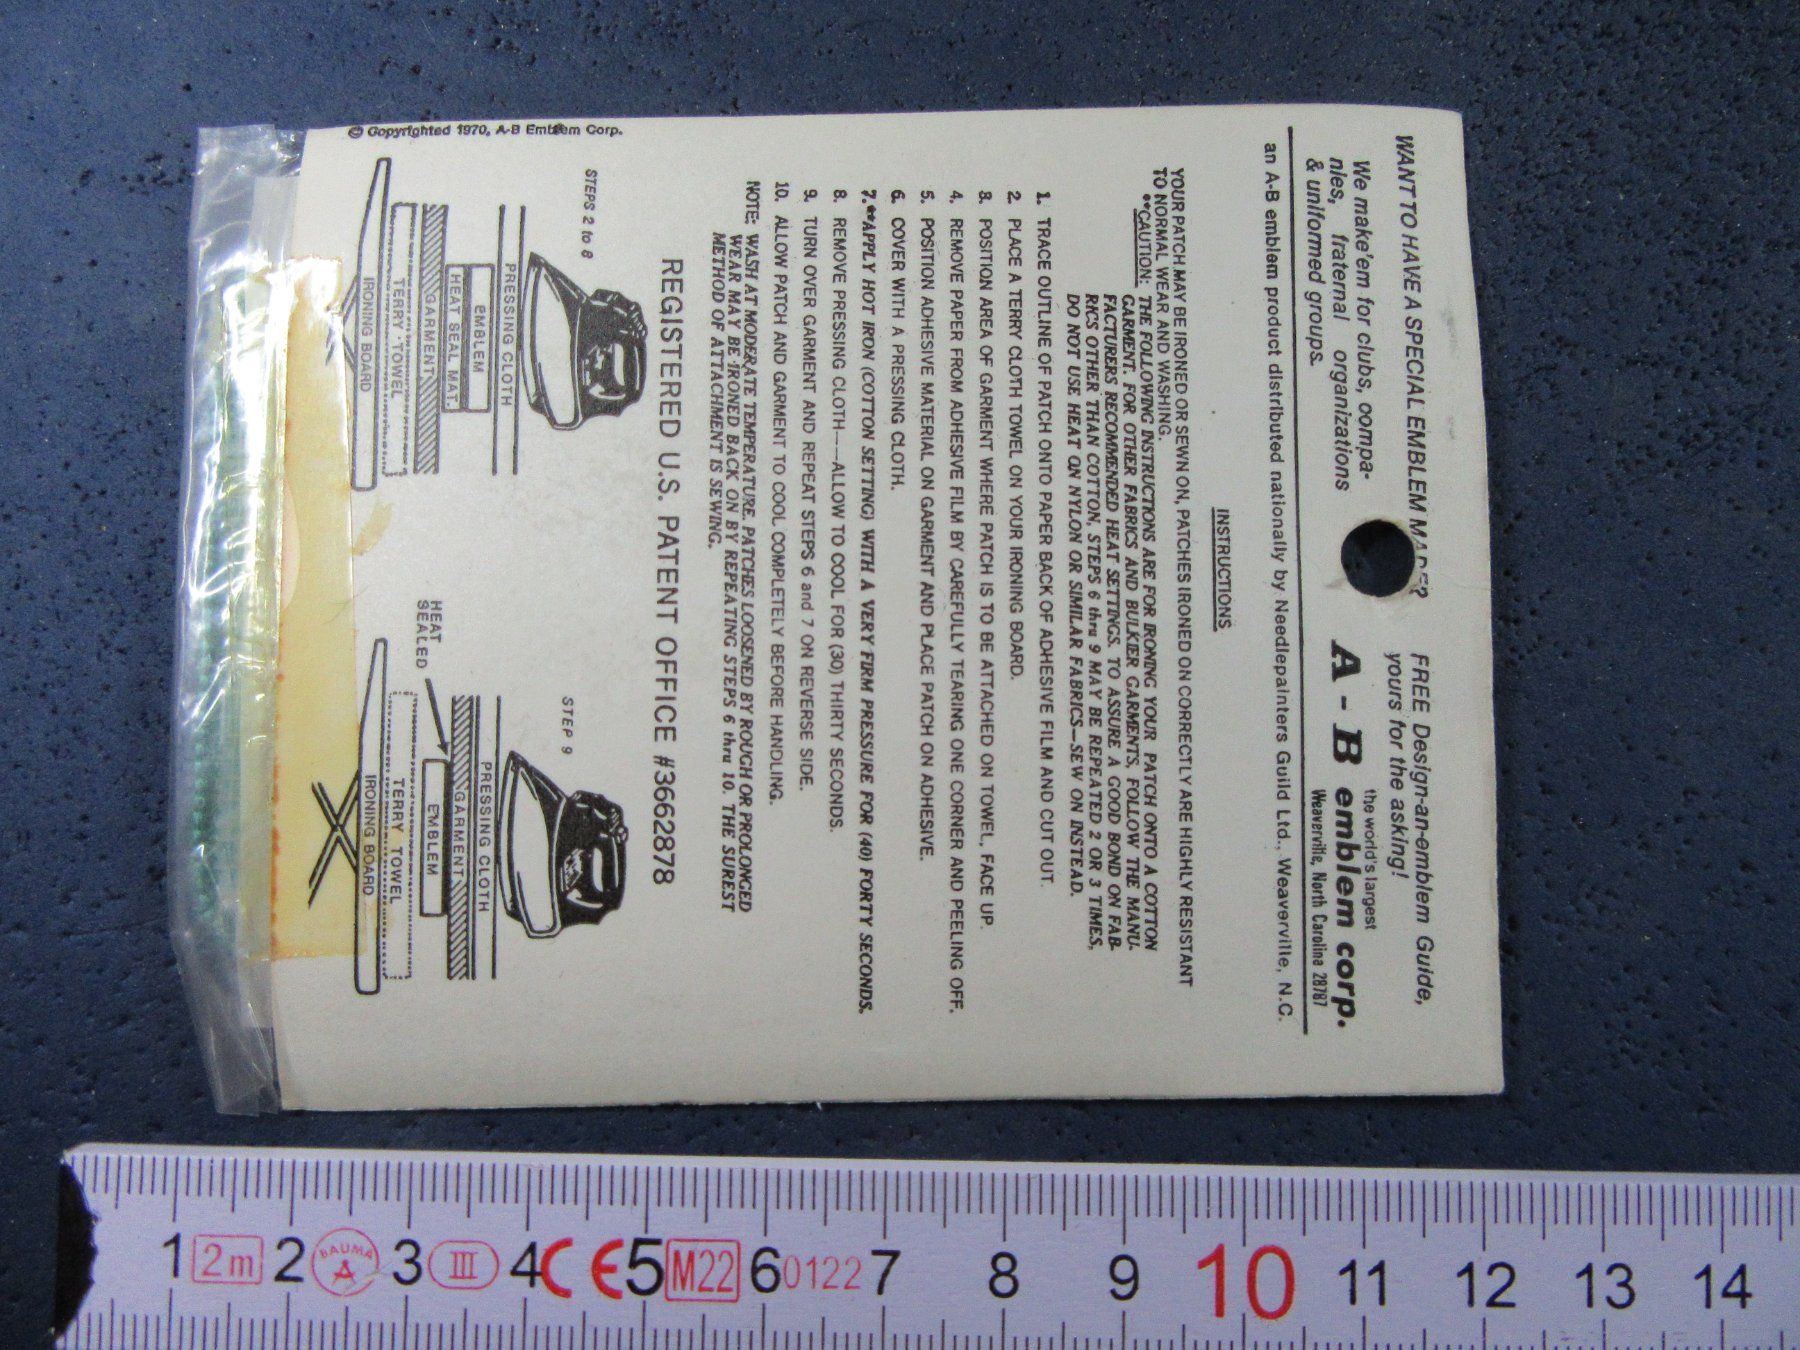 WANT TO HAVE A SPECIAL EMBLEM MADE?
We make'em for clubs, compa-
nies, fraternal organizations
& uniformed groups.
FREE Design-an-emblem Guide,
yours for the asking!
the world's largest
A-B emblem corp.
Weaverville, North Carolina 28787
an A-B emblem product distributed nationally by Needlepainters Guild Ltd., Weaverville, N.C.
INSTRUCTIONS
YOUR PATCH MAY BE IRONED OR SEWN ON, PATCHES IRONED ON CORRECTLY ARE HIGHLY RESISTANT
TO NORMAL WEAR AND WASHING.
**CAUTION: THE FOLLOWING INSTRUCTIONS ARE FOR IRONING YOUR PATCH ONTO A COTTON
GARMENT. FOR OTHER FABRICS AND BULKIER GARMENTS, FOLLOW THE MANU-
FACTURERS RECOMMENDED HEAT SETTINGS. TO ASSURE A GOOD BOND ON FAB-
RICS OTHER THAN COTTON, STEPS 6 thru 9 MAY BE REPEATED 2 OR 3 TIMES.
DO NOT USE HEAT ON NYLON OR SIMILAR FABRICS—SEW ON INSTEAD.
1. TRACE OUTLINE OF PATCH ONTO PAPER BACK OF ADHESIVE FILM AND CUT OUT.
2. PLACE A TERRY CLOTH TOWEL ON YOUR IRONING BOARD.
3. POSITION AREA OF GARMENT WHERE PATCH IS TO BE ATTACHED ON TOWEL, FACE UP.
4. REMOVE PAPER FROM ADHESIVE FILM BY CAREFULLY TEARING ONE CORNER AND PEELING OFF.
5. POSITION ADHESIVE MATERIAL ON GARMENT AND PLACE PATCH ON ADHESIVE.
6. COVER WITH A PRESSING CLOTH.
7.**APPLY HOT IRON (COTTON SETTING) WITH A VERY FIRM PRESSURE FOR (40) FORTY SECONDS.
8. REMOVE PRESSING CLOTH—ALLOW TO COOL FOR (30) THIRTY SECONDS.
9. TURN OVER GARMENT AND REPEAT STEPS 6 and 7 ON REVERSE SIDE.
10. ALLOW PATCH AND GARMENT TO COOL COMPLETELY BEFORE HANDLING.
NOTE: WASH AT MODERATE TEMPERATURE. PATCHES LOOSENED BY ROUGH OR PROLONGED
WEAR MAY BE IRONED BACK ON BY REPEATING STEPS 6 thru 10. THE SUREST
METHOD OF ATTACHMENT IS SEWING.
REGISTERED U.S. PATENT OFFICE #3662878
STEPS 2 to 8
PRESSING CLOTH
EMBLEM
HEAT SEAL MAT.
GARMENT
TERY-TOWEL
IRONING BOARD
STEP 9
PRESSING CLOTH
GARMENT
EMBLEM
HEAT
SEALED
TERY TOWEL
IRONING BOARD
© Copyrighted 1970, A-B Emblem Corp.
1 2m 2 BAUMA A 3 III 4 CE 5 M22 6 0122 7 8 9 10 11 12 13 14